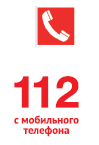 112
с мобильного
телефона